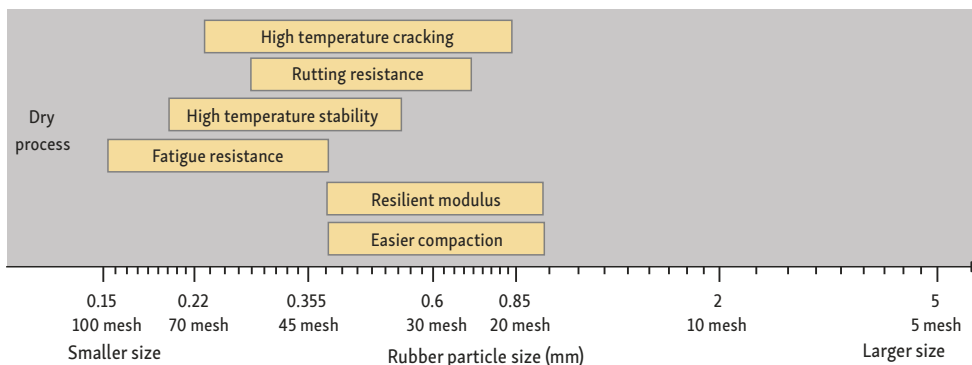 High temperature cracking
Rutting resistance
High temperature stability
Dry
process
Fatigue resistance
Resilient modulus
Easier compaction
0.15 0.22 0.355 0.6 0.85 2 5
100 mesh 70 mesh 45 mesh 30 mesh 20 mesh 10 mesh 5 mesh
Smaller size Rubber particle size (mm) Larger size